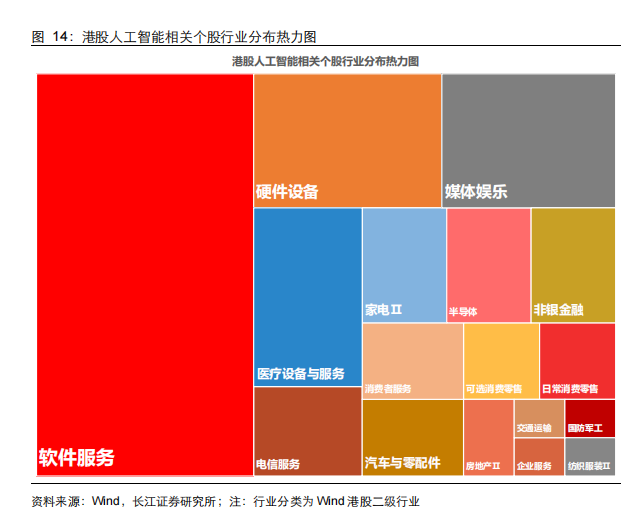 图 14：港股人工智能相关个股行业分布热力图
港股人工智能相关个股行业分布热力图
软件服务
硬件设备
媒体娱乐
医疗设备与服务
家电Ⅱ
半导体
非银金融
电信服务
消费者服务
可选消费零售
日常消费零售
汽车与零配件
房地产Ⅱ
交通运输
国防军工
企业服务
纺织服装Ⅱ
资料来源：Wind，长江证券研究所；注：行业分类为 Wind 港股二级行业